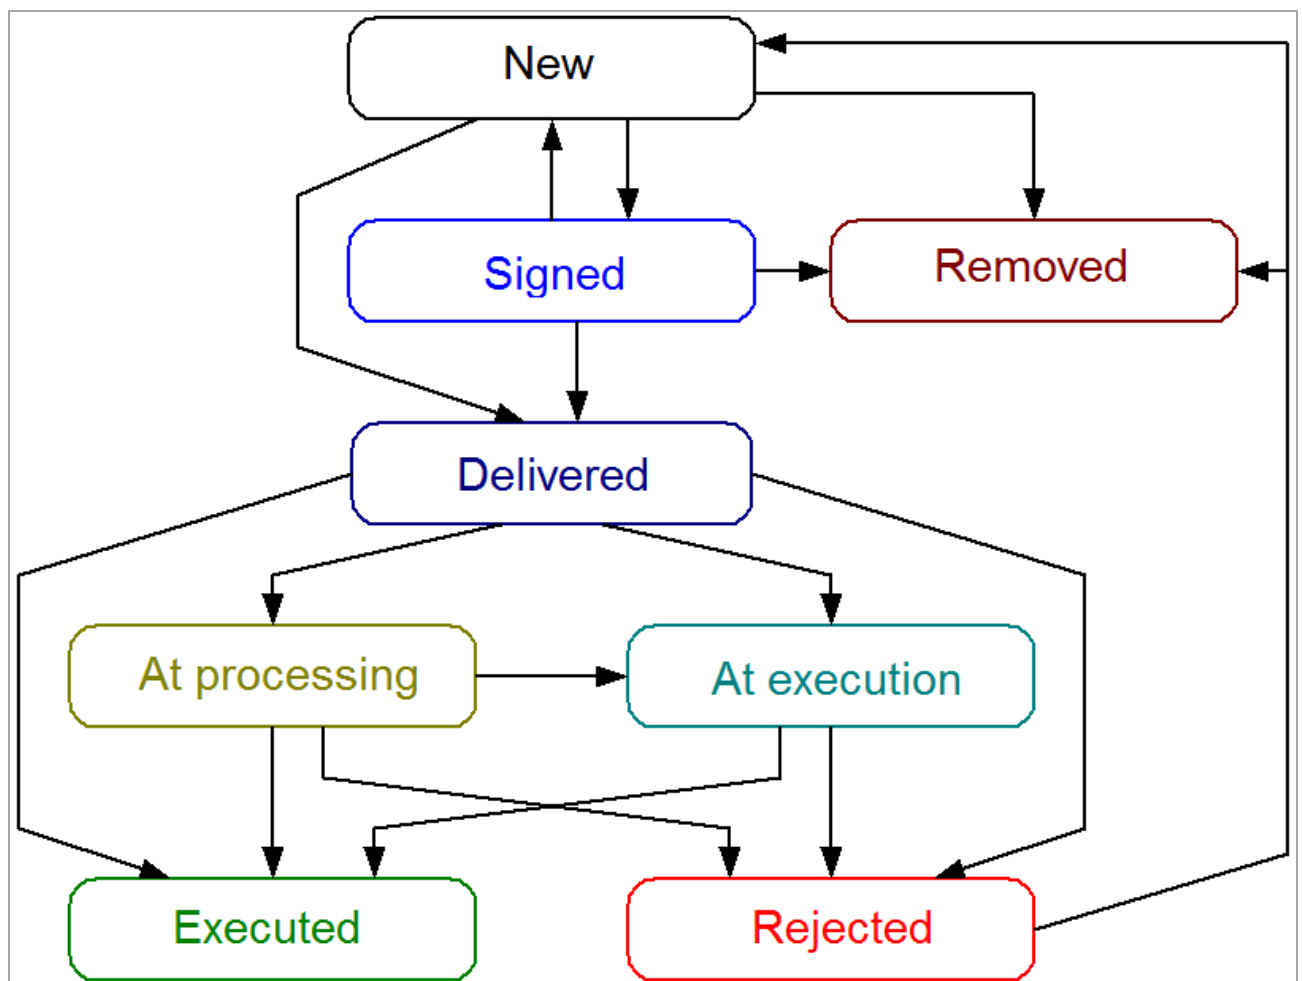 New
Signed
Removed
Delivered
At processing
At execution
Executed
Rejected